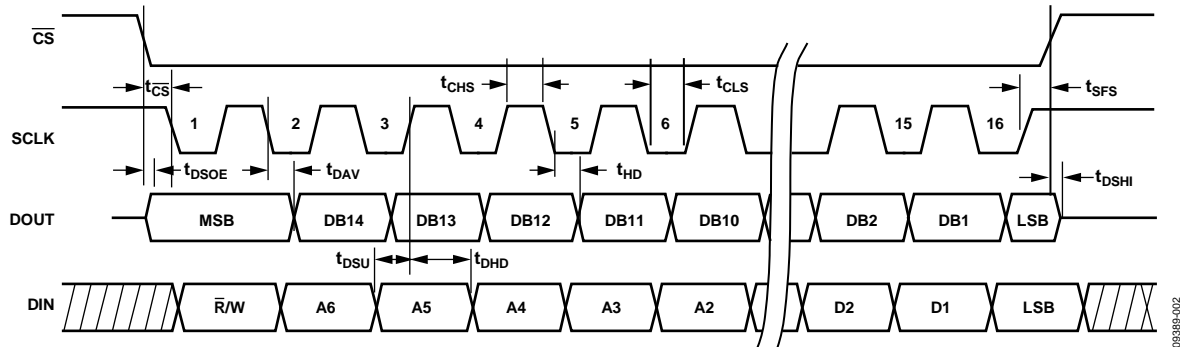 CS
tCS
tCHS
tCLS
tSFS
SCLK
1 2 3 4 5 6 15 16
tDSOE
tDAV
tHD
tDSHI
DOUT
MSB DB14 DB13 DB12 DB11 DB10 DB2 DB1 LSB
tDSU
tDHD
DIN
R/W A6 A5 A4 A3 A2 D2 D1 LSB
09389-002